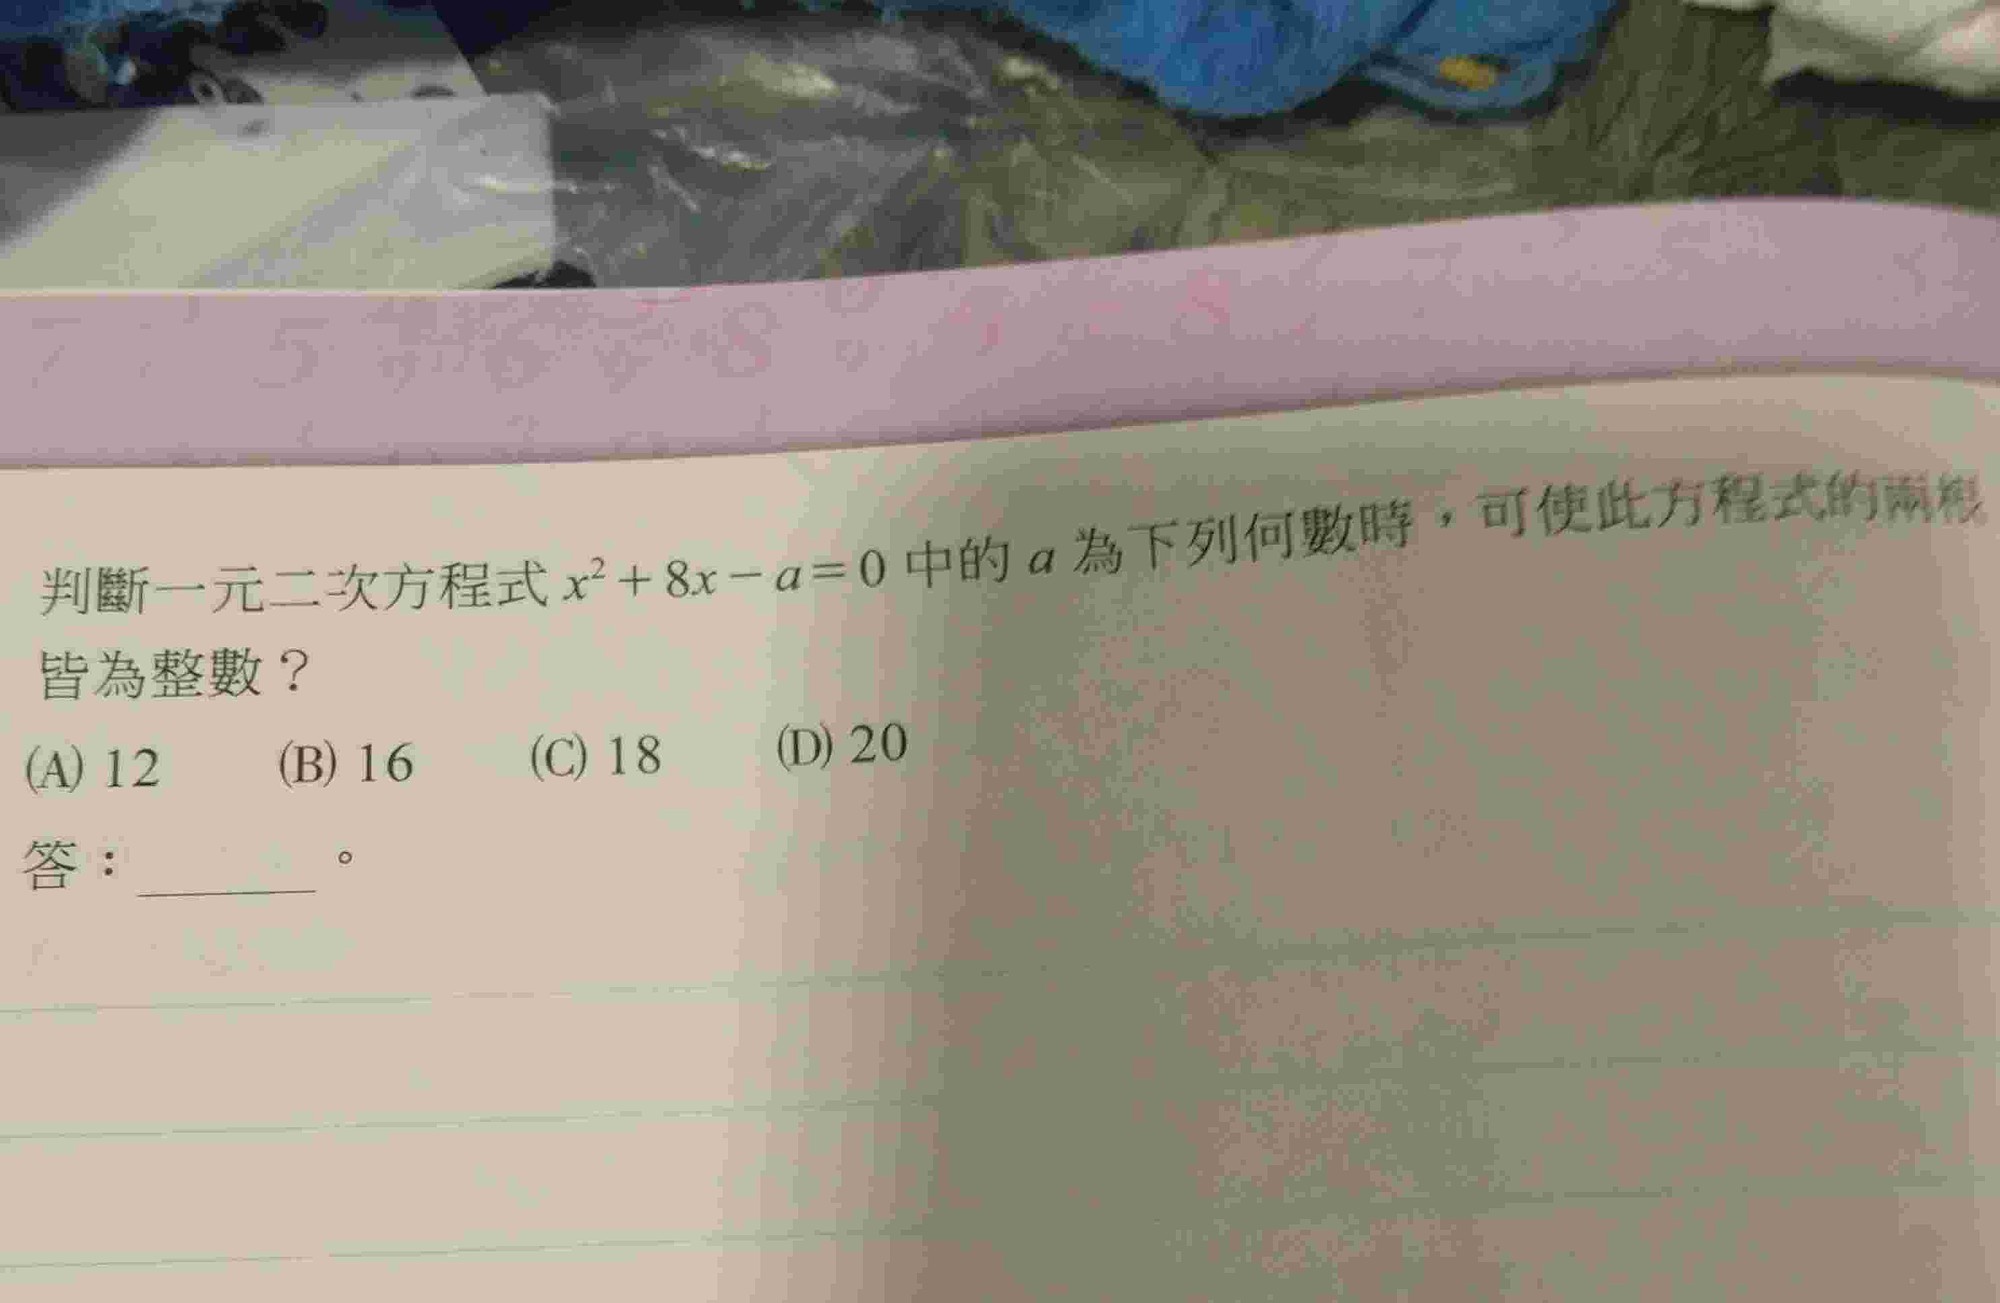 判斷一元二次方程式 x²+8x-a=0 中的 a 為下列何數時，可使此方程式的兩根
皆為整數？
(A) 12 (B) 16 (C) 18 (D) 20
答：______。